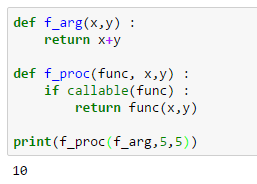 def f_arg(x,y) :
    return x+y

def f_proc(func, x,y) :
    if callable(func) :
        return func(x,y)

print(f_proc(f_arg,5,5))
10